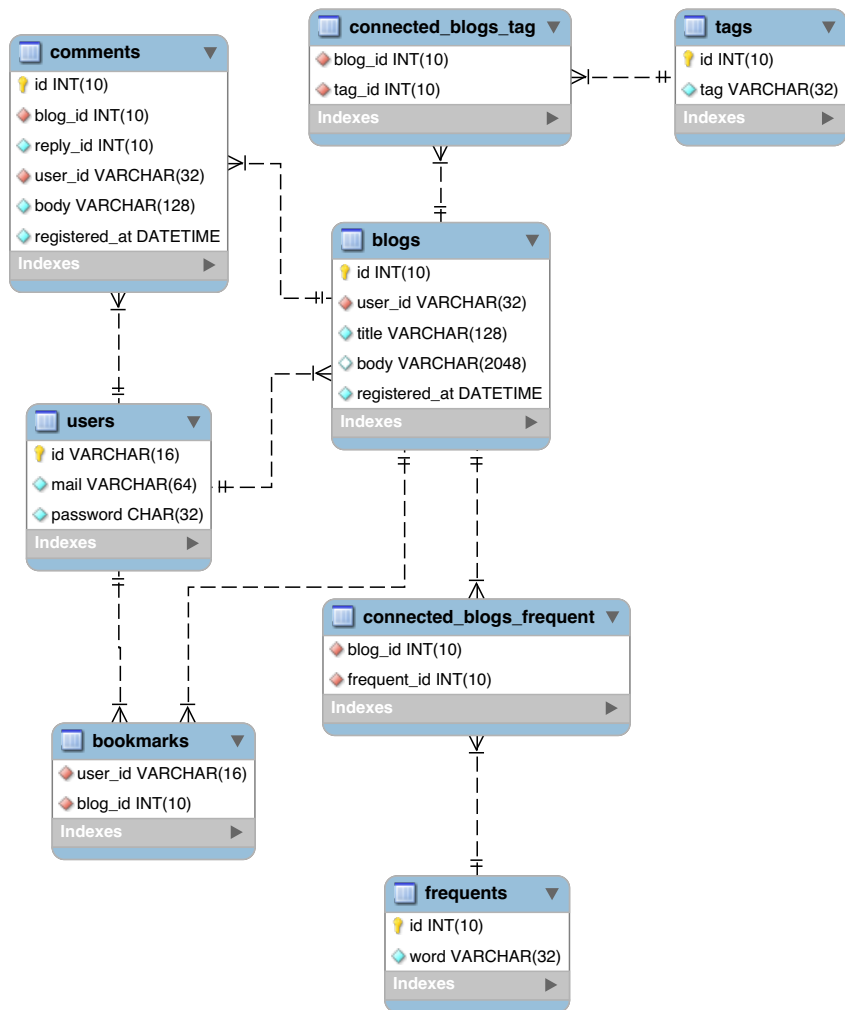 comments
id INT(10)
blog_id INT(10)
reply_id INT(10)
user_id VARCHAR(32)
body VARCHAR(128)
registered_at DATETIME
Indexes
connected_blogs_tag
blog_id INT(10)
tag_id INT(10)
Indexes
tags
id INT(10)
tag VARCHAR(32)
Indexes
blogs
id INT(10)
user_id VARCHAR(32)
title VARCHAR(128)
body VARCHAR(2048)
registered_at DATETIME
Indexes
users
id VARCHAR(16)
mail VARCHAR(64)
password CHAR(32)
Indexes
connected_blogs_frequent
blog_id INT(10)
frequent_id INT(10)
Indexes
bookmarks
user_id VARCHAR(16)
blog_id INT(10)
Indexes
frequents
id INT(10)
word VARCHAR(32)
Indexes